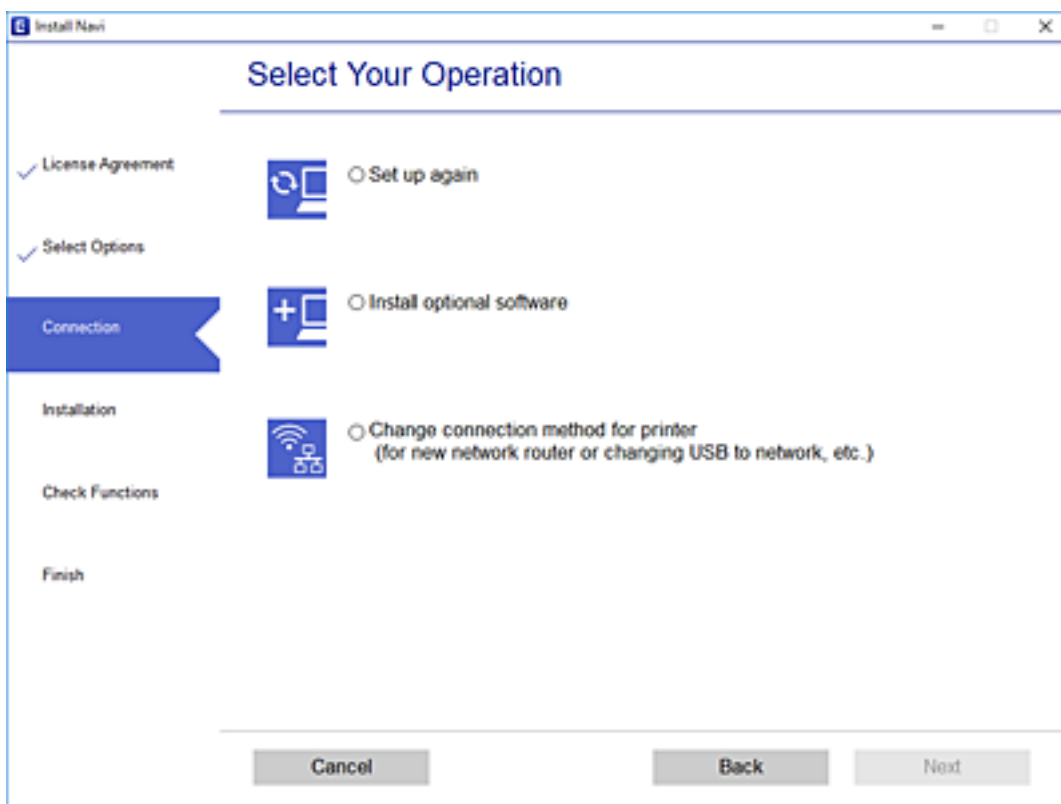 Install Navi
Select Your Operation
License Agreement
Select Options
Connection
Installation
Check Functions
Finish
Set up again
Install optional software
Change connection method for printer
(for new network router or changing USB to network, etc.)
Cancel
Back
Next